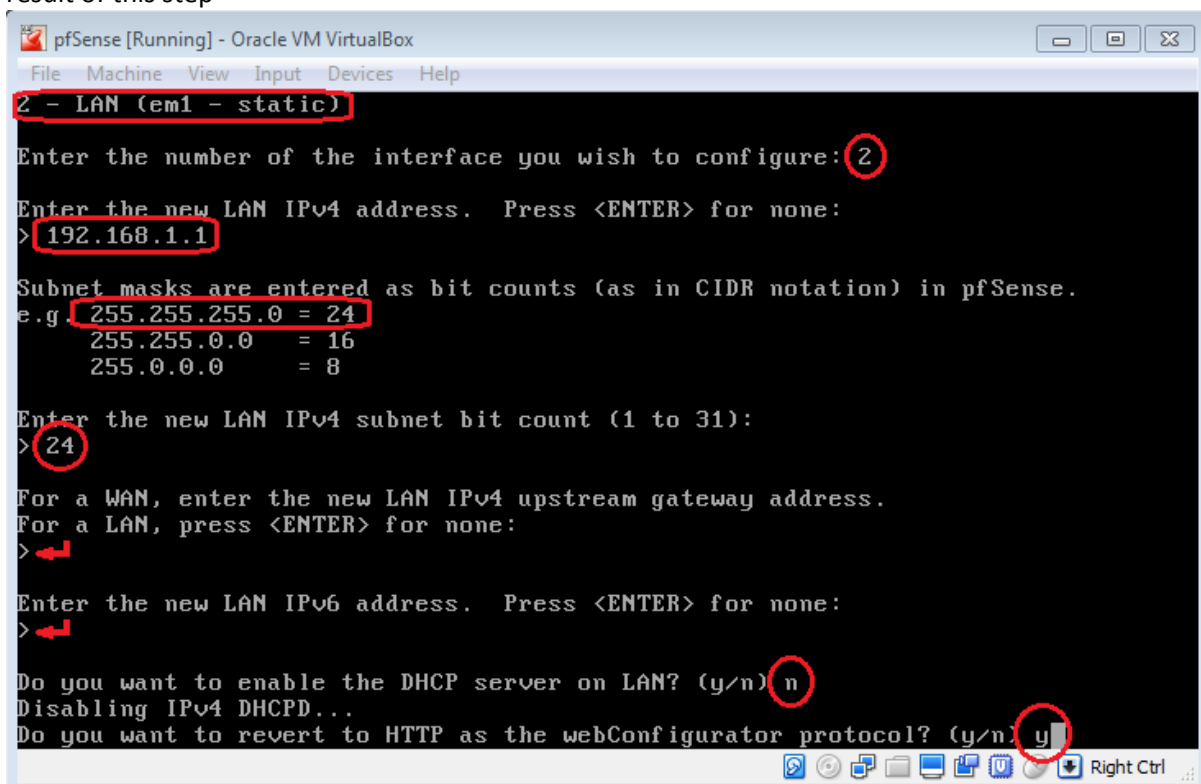 result of this step
pfSense [Running] - Oracle VM VirtualBox
File Machine View Input Devices Help
2 - LAN (em1 - static)
Enter the number of the interface you wish to configure: 2
Enter the new LAN IPv4 address.  Press <ENTER> for none:
> 192.168.1.1
Subnet masks are entered as bit counts (as in CIDR notation) in pfSense.
e.g. 255.255.255.0 = 24
255.255.0.0   = 16
255.0.0.0     = 8
Enter the new LAN IPv4 subnet bit count (1 to 31):
> 24
For a WAN, enter the new LAN IPv4 upstream gateway address.
For a LAN, press <ENTER> for none:
>
Enter the new LAN IPv6 address.  Press <ENTER> for none:
>
Do you want to enable the DHCP server on LAN? (y/n) n
Disabling IPv4 DHCPD...
Do you want to revert to HTTP as the webConfigurator protocol? (y/n) y
Right Ctrl